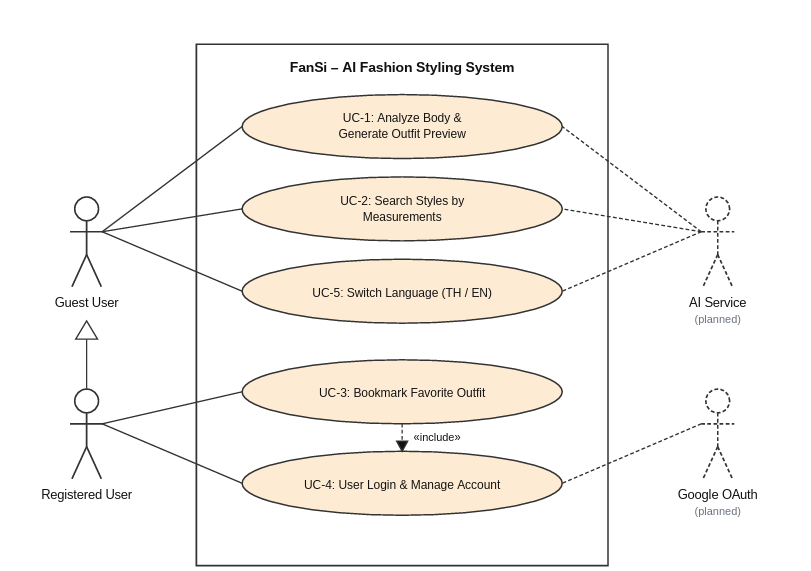 FanSi – AI Fashion Styling System
UC-1: Analyze Body &
Generate Outfit Preview
UC-2: Search Styles by
Measurements
UC-5: Switch Language (TH / EN)
Guest User
AI Service
(planned)
UC-3: Bookmark Favorite Outfit
«include»
UC-4: User Login & Manage Account
Registered User
Google OAuth
(planned)